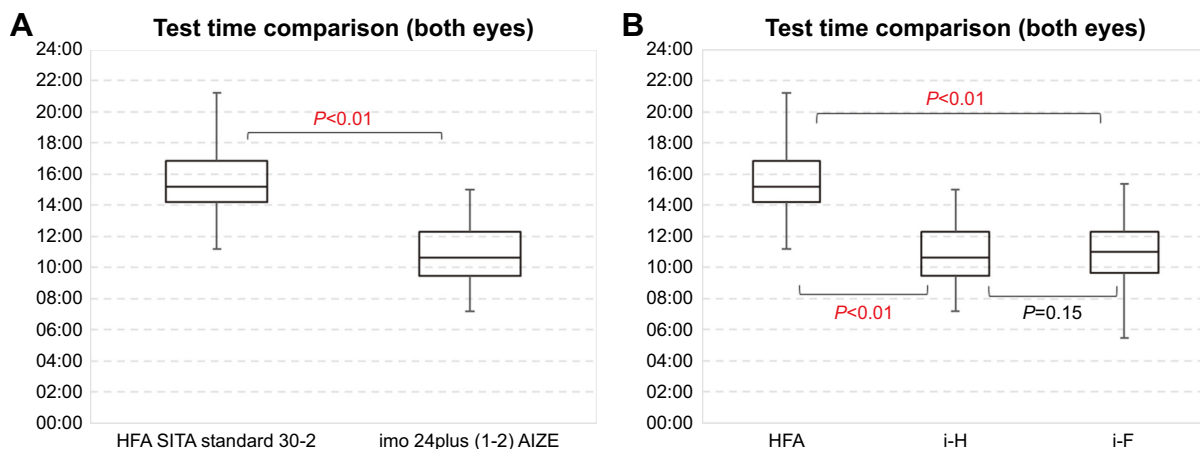 A
Test time comparison (both eyes)
24:00
22:00
20:00
18:00
16:00
14:00
12:00
10:00
08:00
06:00
04:00
02:00
00:00
P<0.01
HFA SITA standard 30-2
imo 24plus (1-2) AIZE
B
Test time comparison (both eyes)
24:00
22:00
20:00
18:00
16:00
14:00
12:00
10:00
08:00
06:00
04:00
02:00
00:00
P<0.01
P<0.01
P=0.15
HFA
i-H
i-F